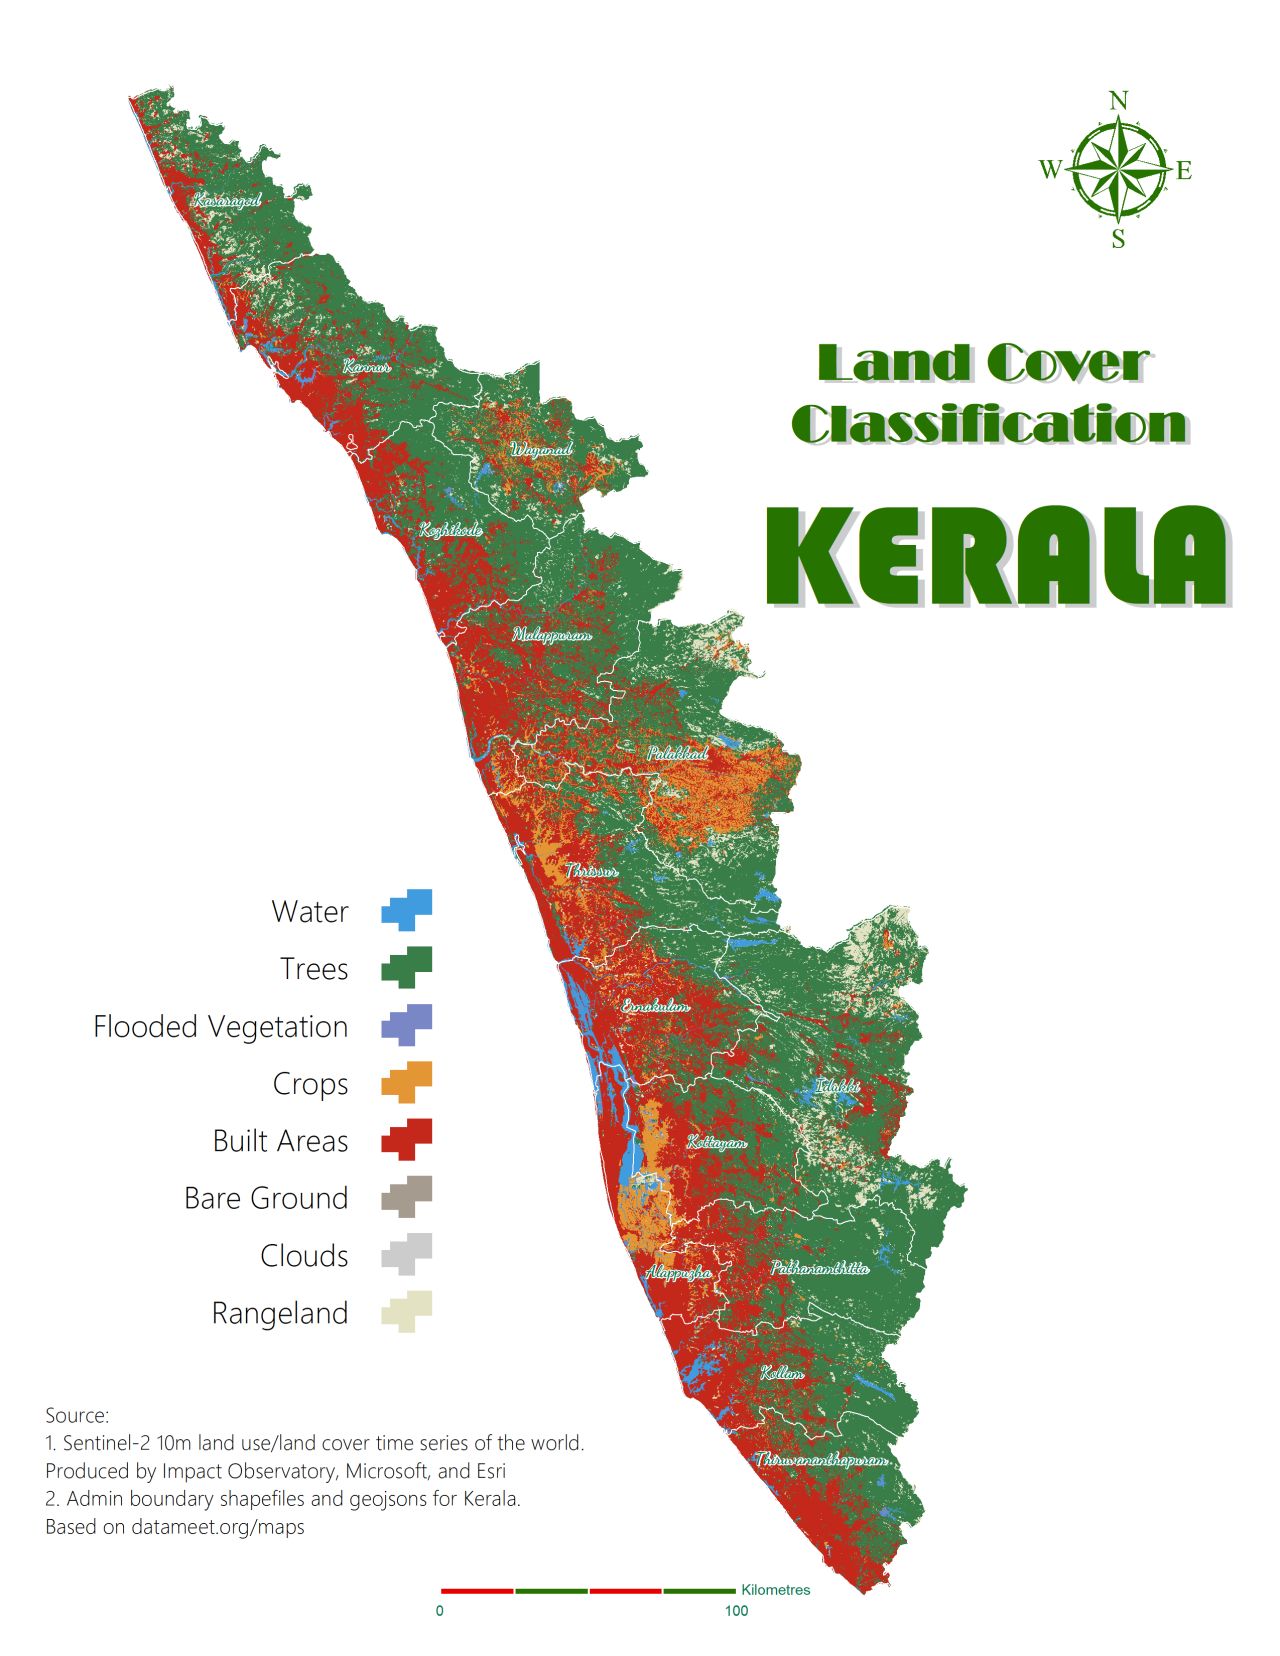 N
W E
S
Land Cover
Classification
KERALA
Kasaragod
Kannur
Wayanad
Kozhikode
Malappuram
Palakkad
Thrissur
Ernakulam
Idukki
Kottayam
Alappuzha
Pathanamthitta
Kollam
Thiruvananthapuram
Water
Trees
Flooded Vegetation
Crops
Built Areas
Bare Ground
Clouds
Rangeland
Source:
1. Sentinel-2 10m land use/land cover time series of the world.
Produced by Impact Observatory, Microsoft, and Esri
2. Admin boundary shapefiles and geojsons for Kerala.
Based on datameet.org/maps
Kilometres
0 100